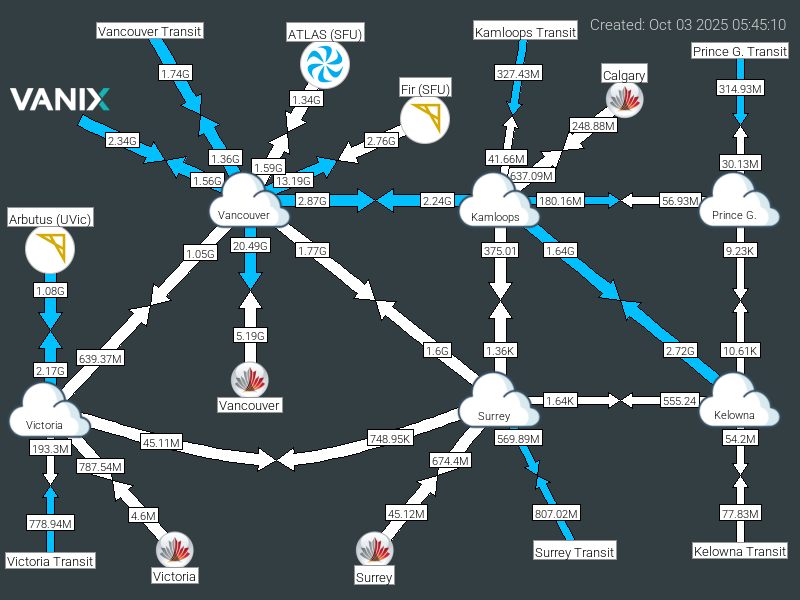 Created: Oct 03 2025 05:45:10
Vancouver Transit
ATLAS (SFU)
Kamloops Transit
Prince G. Transit
1.74G
327.43M
Calgary
314.93M
VANIX
1.34G
Fir (SFU)
248.88M
2.34G
2.76G
1.36G
41.66M
30.13M
1.59G
637.09M
1.56G
13.19G
2.87G
2.24G
180.16M
56.93M
Arbutus (UVic)
Vancouver
Kamloops
Prince G.
1.05G
20.49G
1.77G
375.01
1.64G
9.23K
1.08G
5.19G
639.37M
1.6G
1.36K
2.72G
10.61K
2.17G
Vancouver
1.64K
555.24
Victoria
Surrey
Kelowna
193.3M
45.11M
748.95K
569.89M
54.2M
787.54M
674.4M
778.94M
4.6M
45.12M
807.02M
77.83M
Victoria Transit
Victoria
Surrey
Surrey Transit
Kelowna Transit